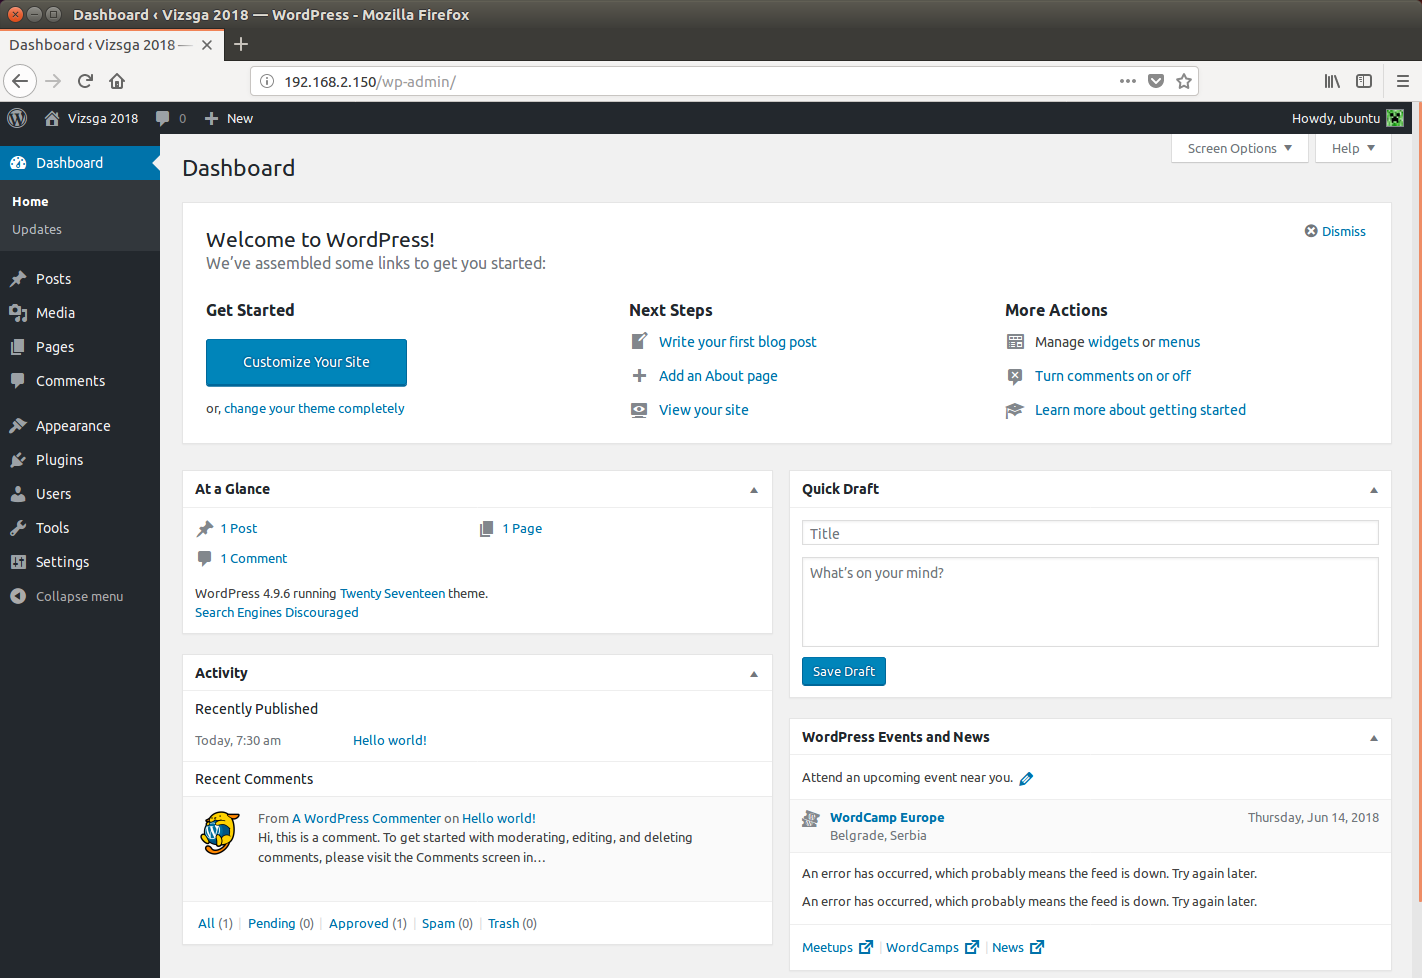 Dashboard ‹ Vizsga 2018 — WordPress - Mozilla Firefox
Dashboard ‹ Vizsga 2018 —
192.168.2.150/wp-admin/
Vizsga 2018
0
New
Howdy, ubuntu
Dashboard
Home
Updates
Posts
Media
Pages
Comments
Appearance
Plugins
Users
Tools
Settings
Collapse menu
Screen Options
Help
Dashboard
Welcome to WordPress!
We’ve assembled some links to get you started:
Dismiss
Get Started
Customize Your Site
or, change your theme completely
Next Steps
Write your first blog post
Add an About page
View your site
More Actions
Manage widgets or menus
Turn comments on or off
Learn more about getting started
At a Glance
1 Post
1 Page
1 Comment
WordPress 4.9.6 running Twenty Seventeen theme.
Search Engines Discouraged
Activity
Recently Published
Today, 7:30 am
Hello world!
Recent Comments
From A WordPress Commenter on Hello world!
Hi, this is a comment. To get started with moderating, editing, and deleting
comments, please visit the Comments screen in…
All (1) | Pending (0) | Approved (1) | Spam (0) | Trash (0)
Quick Draft
Title
What’s on your mind?
Save Draft
WordPress Events and News
Attend an upcoming event near you.
WordCamp Europe
Thursday, Jun 14, 2018
Belgrade, Serbia
An error has occurred, which probably means the feed is down. Try again later.
An error has occurred, which probably means the feed is down. Try again later.
Meetups | WordCamps | News